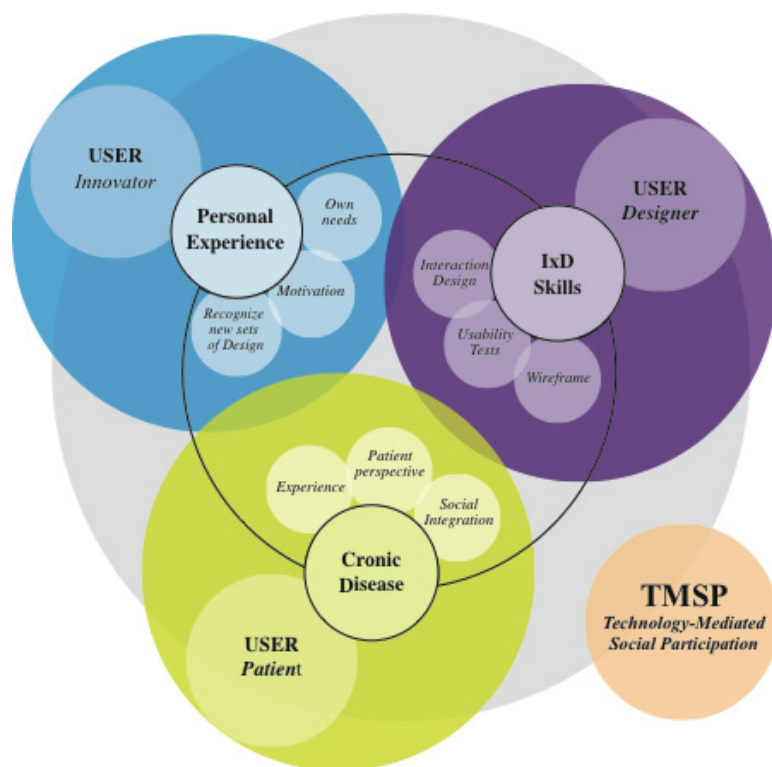 USER
Innovator
Personal
Experience
Own
needs
Motivation
Recognize
new sets
of Design
USER
Designer
IxD
Skills
Interaction
Design
Usability
Tests
Wireframe
Experience
Patient
perspective
Social
Integration
Cronic
Disease
USER
Patient
TMSP
Technology-Mediated
Social Participation